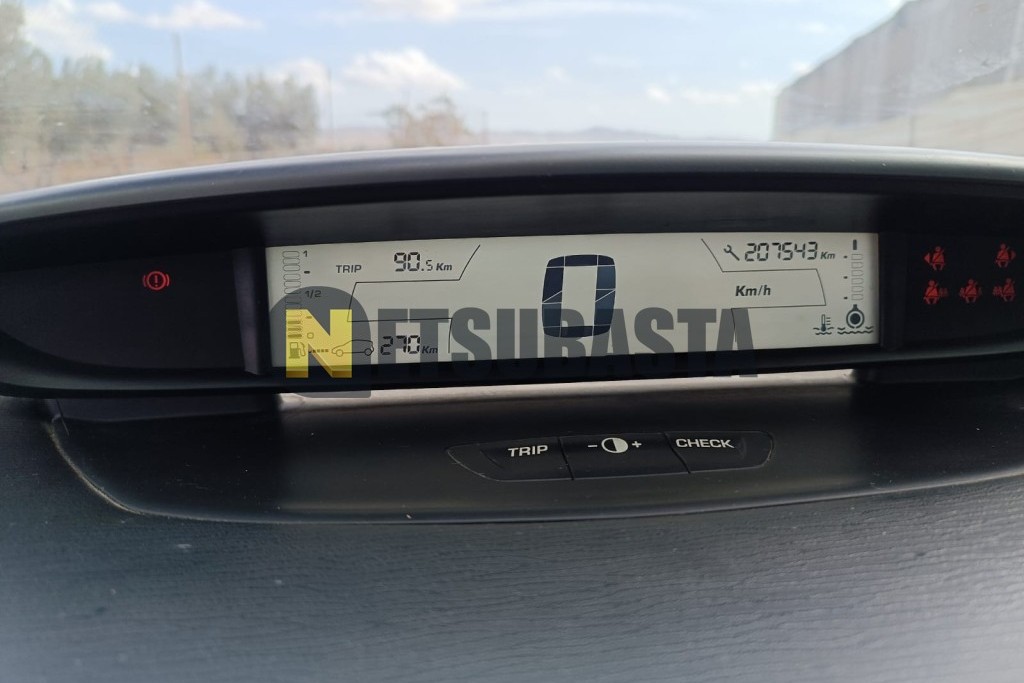 1
TRIP 90.5 Km
207543 Km
1/2
Km/h
0
270 Km
NETSUBASTA
TRIP - + CHECK